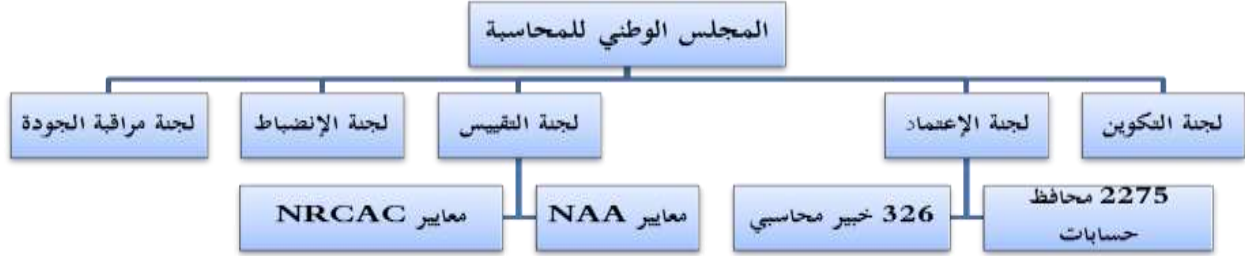 المجلس الوطني للمحاسبة
لجنة التكوين
لجنة الإعتماد
لجنة التقييس
لجنة الإنضباط
لجنة مراقبة الجودة
2275 محافظ
حسابات
326 خبير محاسبي
معايير NAA
معايير NRCAC